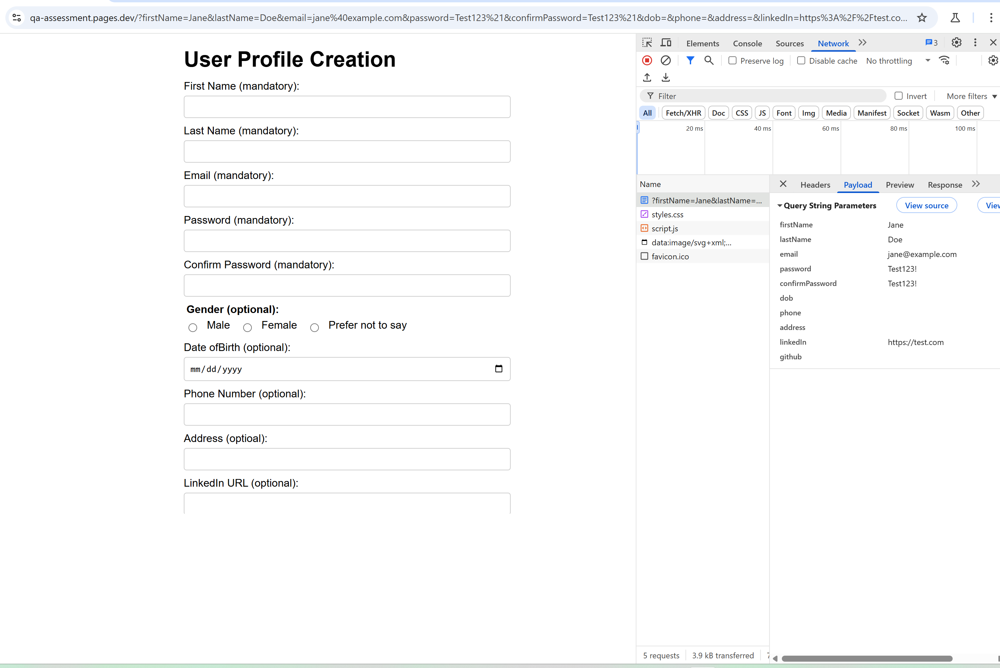 qa-assessment.pages.dev/?firstName=Jane&lastName=Doe&email=jane%40example.com&password=Test123%21&confirmPassword=Test123%21&dob=&phone=&address=&linkedIn=https%3A%2F%2Ftest.co...
User Profile Creation
First Name (mandatory):
Last Name (mandatory):
Email (mandatory):
Password (mandatory):
Confirm Password (mandatory):
Gender (optional):
Male Female Prefer not to say
Date ofBirth (optional):
mm/dd/yyyy
Phone Number (optional):
Address (optioal):
LinkedIn URL (optional):
Elements Console Sources Network 3
Preserve log Disable cache No throttling
Filter Invert More filters
All Fetch/XHR Doc CSS JS Font Img Media Manifest Socket Wasm Other
20 ms 40 ms 60 ms 80 ms 100 ms
Name
?firstName=Jane&lastName=...
styles.css
script.js
data:image/svg+xml;...
favicon.ico
Headers Payload Preview Response
Query String Parameters View source
firstName Jane
lastName Doe
email jane@example.com
password Test123!
confirmPassword Test123!
dob
phone
address
linkedIn https://test.com
github
5 requests 3.9 kB transferred